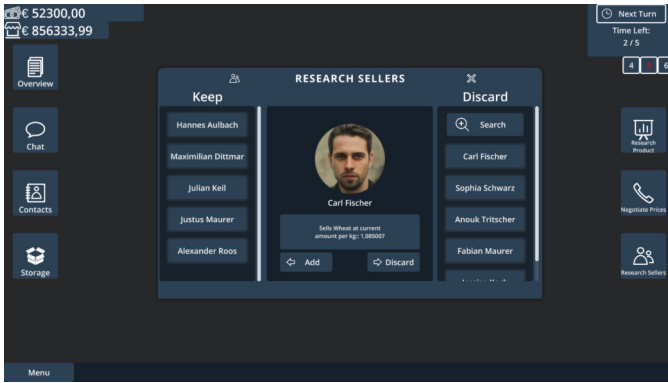 € 52300,00
€ 856333,99
Next Turn
Time Left:
2 / 5
4
6
Overview
Chat
Contacts
Storage
RESEARCH SELLERS
Keep
Discard
Hannes Aulbach
Maximilian Dittmar
Julian Keil
Justus Maurer
Alexander Roos
Carl Fischer
Sells Wheat at current
amount per kg:: 1,085007
Add
Discard
Search
Carl Fischer
Sophia Schwarz
Anouk Tritscher
Fabian Maurer
Research
Product
Negotiate Prices
Research Sellers
Menu